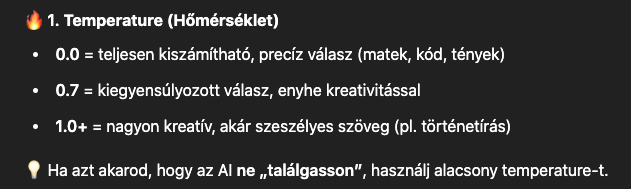 🔥 1. Temperature (Hőmérséklet)
• 0.0 = teljesen kiszámítható, precíz válasz (matek, kód, tények)
• 0.7 = kiegyensúlyozott válasz, enyhe kreativitással
• 1.0+ = nagyon kreatív, akár szeszélyes szöveg (pl. történetírás)
💡 Ha azt akarod, hogy az AI ne „találgasson”, használj alacsony temperature-t.